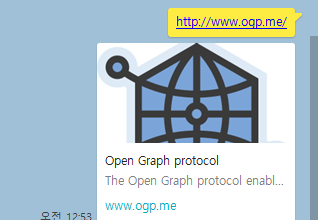 http://www.ogp.me/
Open Graph protocol
The Open Graph protocol enabl...
www.ogp.me
오전 12:53